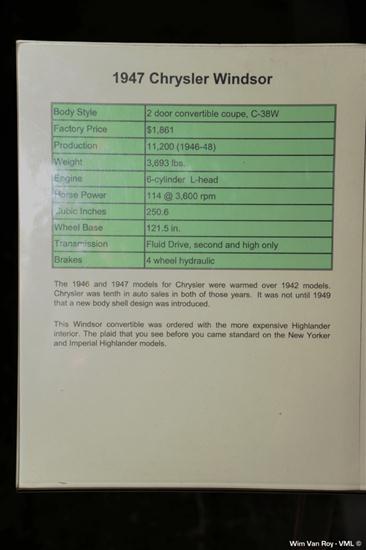 1947 Chrysler Windsor
Body Style 2 door convertible coupe, C-38W
Factory Price $1,861
Production 11,200 (1946-48)
Weight 3,693 lbs.
Engine 6-cylinder L-head
Horse Power 114 @ 3,600 rpm
Cubic Inches 250.6
Wheel Base 121.5 in.
Transmission Fluid Drive, second and high only
Brakes 4 wheel hydraulic
The 1946 and 1947 models for Chrysler were warmed over 1942 models.
Chrysler was tenth in auto sales in both of those years. It was not until 1949
that a new body shell design was introduced.
This Windsor convertible was ordered with the more expensive Highlander
interior. The plaid that you see before you came standard on the New Yorker
and Imperial Highlander models.
Wim Van Roy - VML ©